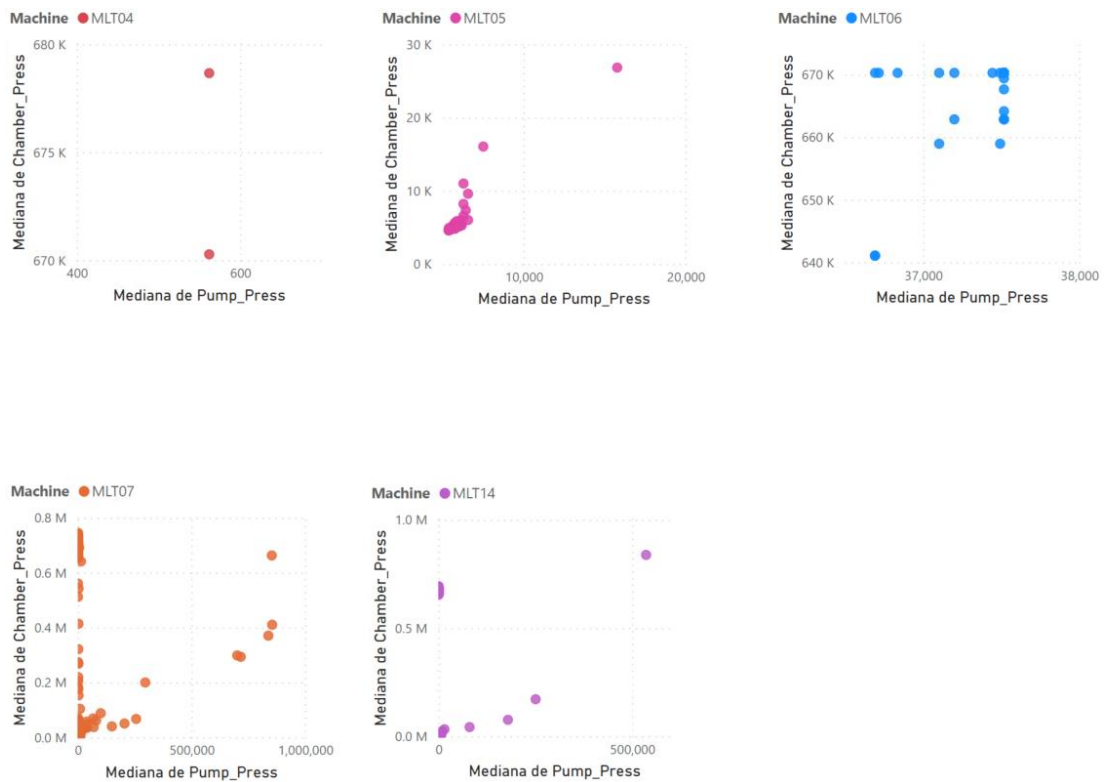 Machine MLT04
680 K
675 K
670 K
400 600
Mediana de Chamber_Press
Mediana de Pump_Press
Machine MLT05
30 K
20 K
10 K
0 K
10,000 20,000
Mediana de Chamber_Press
Mediana de Pump_Press
Machine MLT06
670 K
660 K
650 K
640 K
37,000 38,000
Mediana de Chamber_Press
Mediana de Pump_Press
Machine MLT07
0.8 M
0.6 M
0.4 M
0.2 M
0.0 M
0 500,000 1,000,000
Mediana de Chamber_Press
Mediana de Pump_Press
Machine MLT14
1.0 M
0.5 M
0.0 M
0 500,000
Mediana de Chamber_Press
Mediana de Pump_Press